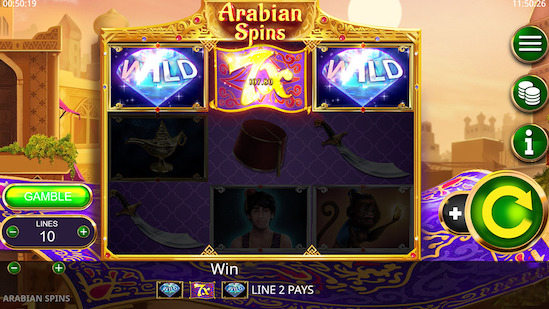 00:50:19
11:50:26
Arabian
Spins
WILD
7x
WILD
GAMBLE
LINES
10
Win
7x
LINE 2 PAYS
ARABIAN SPINS